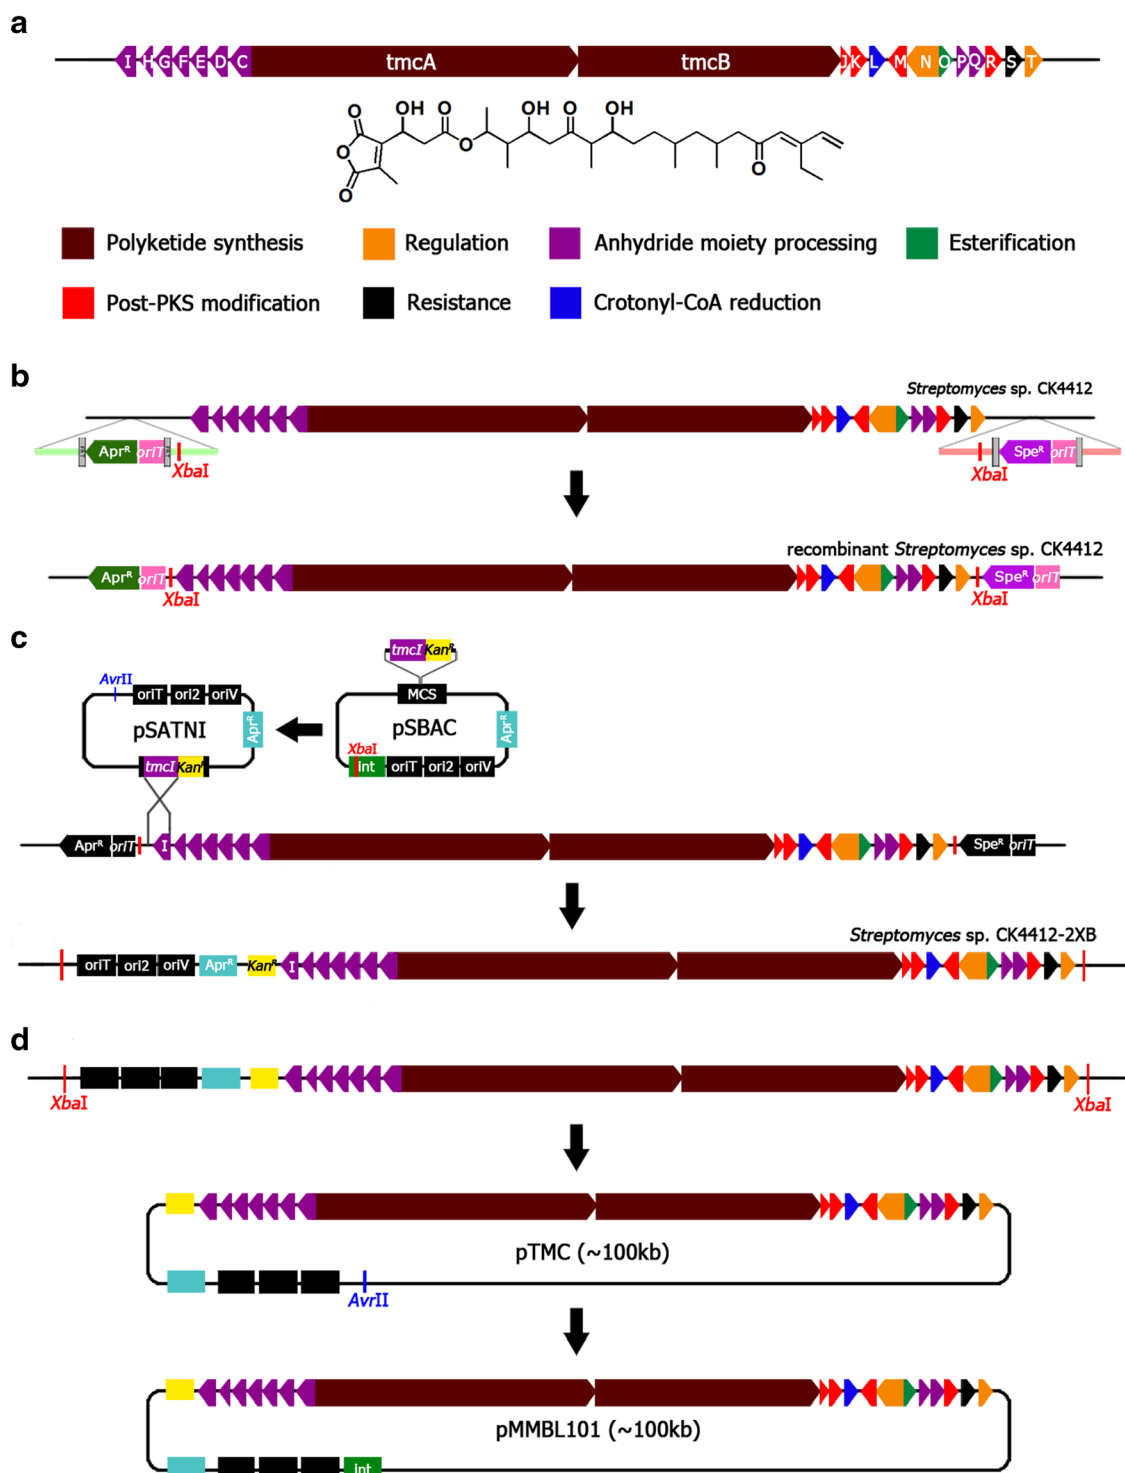 a
I H G F E D C tmcA tmcB J K L M N O P Q R S T
O OH O OH O OH
O O
O O
Polyketide synthesis Regulation Anhydride moiety processing Esterification
Post-PKS modification Resistance Crotonyl-CoA reduction
b
Streptomyces sp. CK4412
AprR oriT SpeR oriT
XbaI XbaI
recombinant Streptomyces sp. CK4412
AprR oriT SpeR oriT
XbaI XbaI
c
tmcI KanR
AvrII oriT ori2 oriV MCS
pSATNI AprR pSBAC AprR
XbaI
tmcI KanR int oriT ori2 oriV
AprR oriT I SpeR oriT
Streptomyces sp. CK4412-2XB
oriT ori2 oriV AprR KanR I
d
XbaI XbaI
pTMC (~100kb)
AvrII
pMMBL101 (~100kb)
int